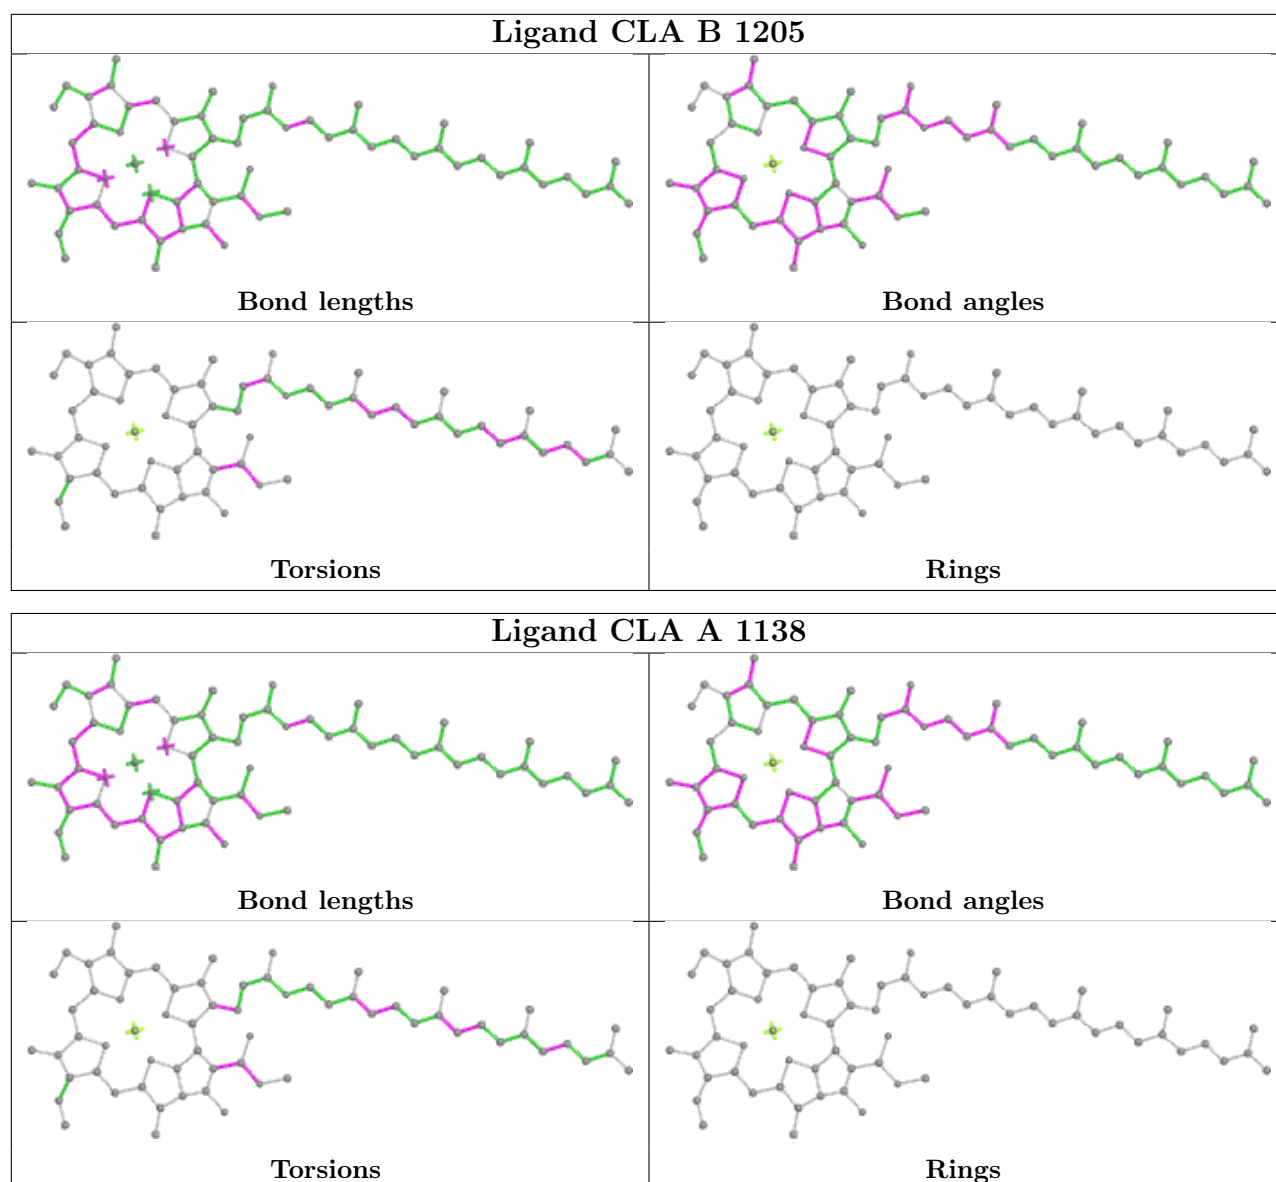 Ligand CLA B 1205
Bond lengths
Bond angles
Torsions
Rings
Ligand CLA A 1138
Bond lengths
Bond angles
Torsions
Rings